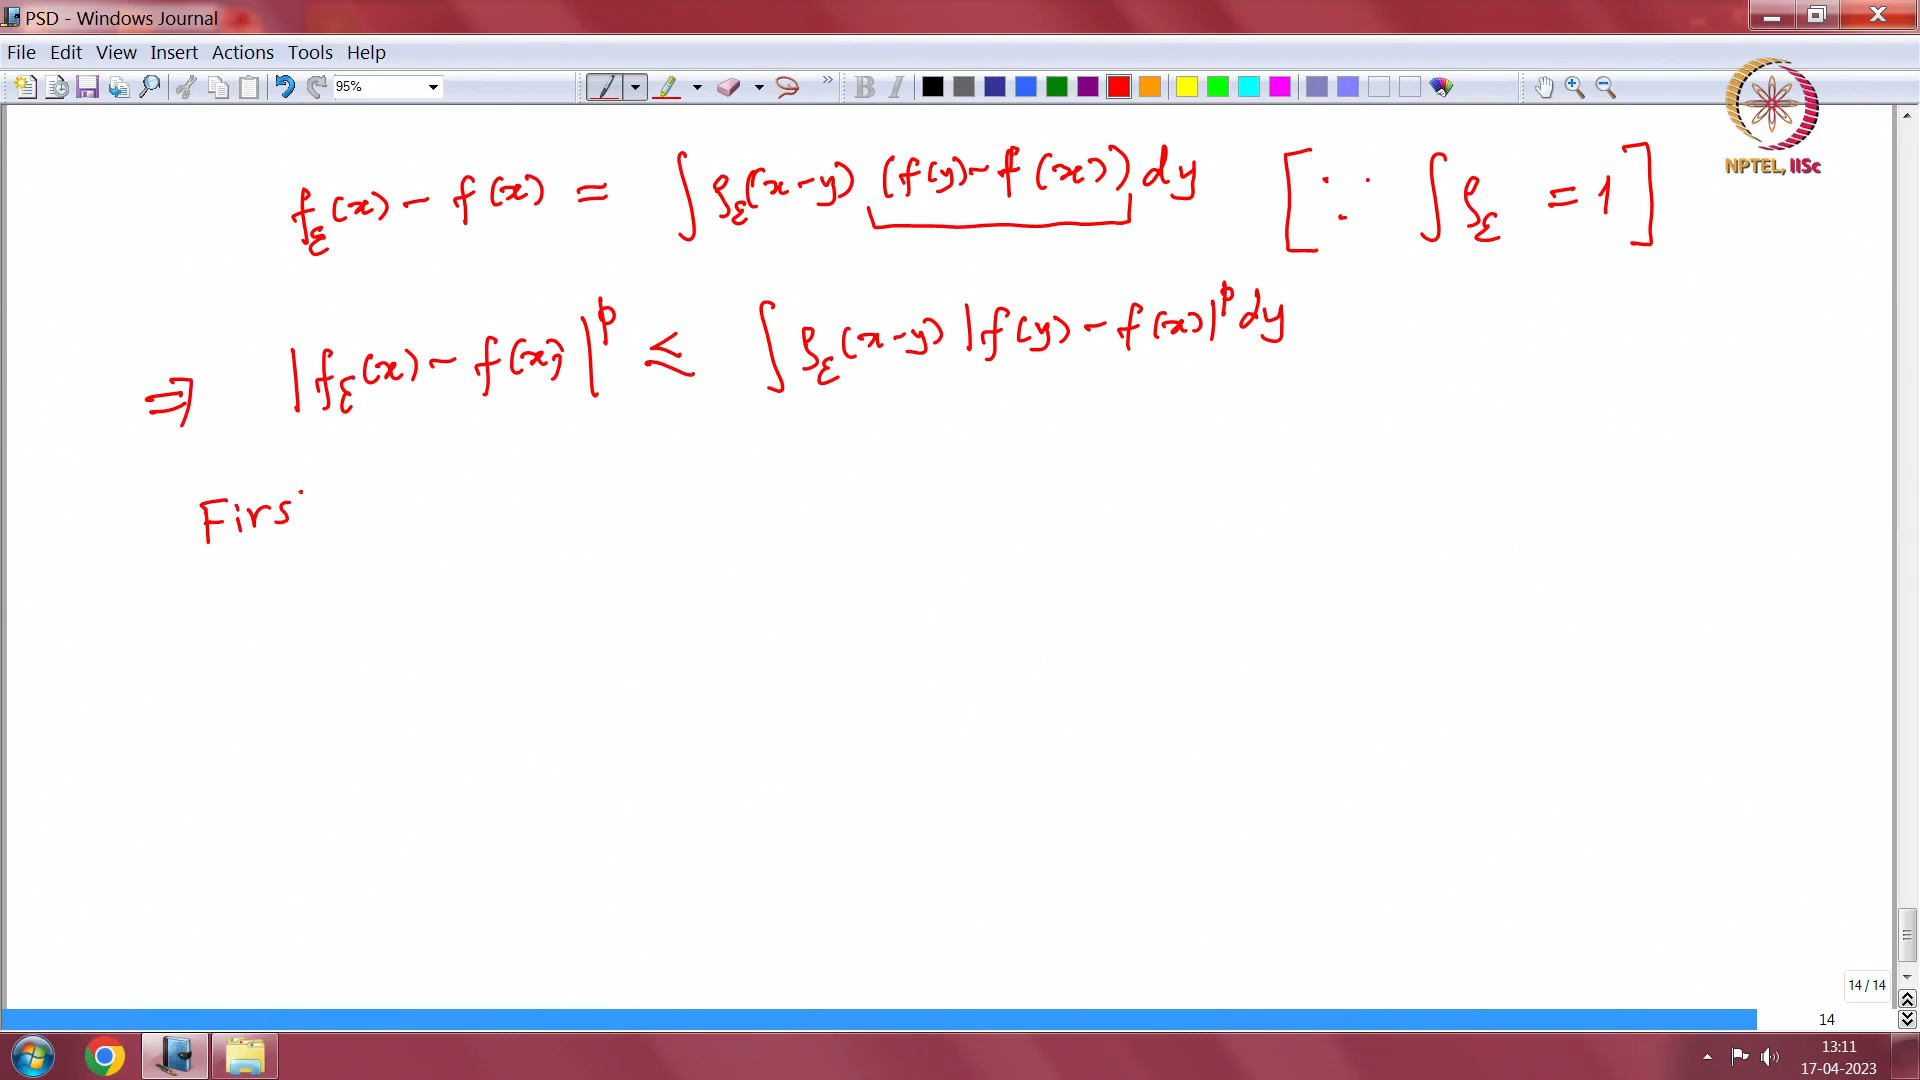 PSD - Windows Journal
File Edit View Insert Actions Tools Help
95%
B I
NPTEL, IISc
f_ε(x) - f(x) = ∫ρ_ε(x-y) (f(y) - f(x)) dy [∵ ∫ρ_ε = 1]
⇒ |f_ε(x) - f(x)|^p ≤ ∫ρ_ε(x-y) |f(y) - f(x)|^p dy
Firs
14 / 14
14
13:11
17-04-2023